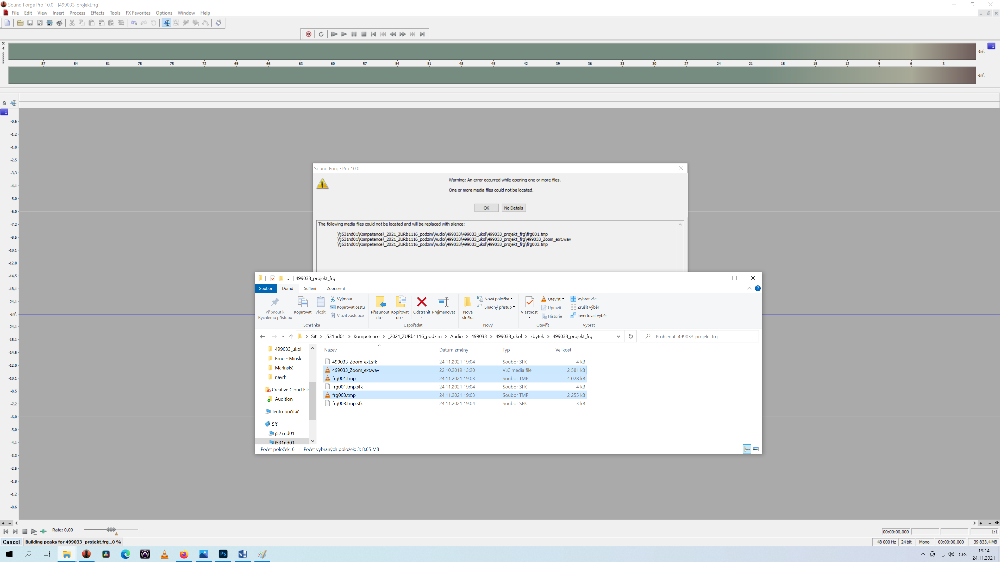 Sound Forge Pro 10.0 - [499033_projekt.frg]
File Edit View Insert Process Effects Tools FX Favorites Options Window Help
-Inf. 1
87 84 81 78 75 72 69 66 63 60 57 54 51 48 45 42 39 36 33 30 27 24 21 18 15 12 9 6 3
-Inf.
1
-0,6
-1,2
-1,8
-2,5
-3,3
-4,1
-5,0
-6,0
-7,2
-8,5
-10,1
-12,0
-14,5
-18,1
-24,1
-Inf.
-24,1
-18,1
-14,5
-12,0
-10,1
-8,5
-7,2
-6,0
-5,0
-4,1
-3,3
-2,5
-1,8
-1,2
-0,6
Sound Forge Pro 10.0
Warning: An error occurred while opening one or more files.
One or more media files could not be located.
OK No Details
The following media files could not be located and will be replaced with silence:
\\j531nd01\Kompetence\_2021_ZURb1116_podzim\Audio\499033\499033_ukol\499033_projekt_frg\frg001.tmp
\\j531nd01\Kompetence\_2021_ZURb1116_podzim\Audio\499033\499033_ukol\499033_projekt_frg\499033_Zoom_ext.wav
\\j531nd01\Kompetence\_2021_ZURb1116_podzim\Audio\499033\499033_ukol\499033_projekt_frg\frg003.tmp
499033_projekt_frg
Soubor Domů Sdílení Zobrazení
Připnout k
Rychlému přístupu
Kopírovat
Vložit
Vyjmout
Kopírovat cestu
Vložit zástupce
Schránka
Přesunout
do
Kopírovat
do
Odstranit
Přejmenovat
Uspořádat
Nová
složka
Nová položka
Snadný přístup
Nový
Vlastnosti
Otevřít
Upravit
Historie
Otevřít
Vybrat vše
Zrušit výběr
Invertovat výběr
Vybrat
Síť j531nd01 Kompetence _2021_ZURb1116_podzim Audio 499033 499033_ukol zbytek 499033_projekt_frg
Prohledat: 499033_projekt_frg
499033_ukol
Brno - Minsk
Marinská
navrh
Creative Cloud File
Audition
Tento počítač
Síť
j527nd01
j531nd01
Název Datum změny Typ Velikost
499033_Zoom_ext.sfk 24.11.2021 19:04 Soubor SFK 4 kB
499033_Zoom_ext.wav 22.10.2019 13:20 VLC media file 2 581 kB
frg001.tmp 24.11.2021 19:03 Soubor TMP 4 028 kB
frg001.tmp.sfk 24.11.2021 19:04 Soubor SFK 4 kB
frg003.tmp 24.11.2021 19:03 Soubor TMP 2 255 kB
frg003.tmp.sfk 24.11.2021 19:04 Soubor SFK 3 kB
Počet položek: 6 Počet vybraných položek: 3; 8,65 MB
Rate: 0,00
00:00:00,000 1:1
Cancel Building peaks for 499033_projekt.frg...0 %
48 000 Hz 24 bit Mono 00:00:00,000 39 833,4 MB
Ps
W
CES
19:14
24.11.2021